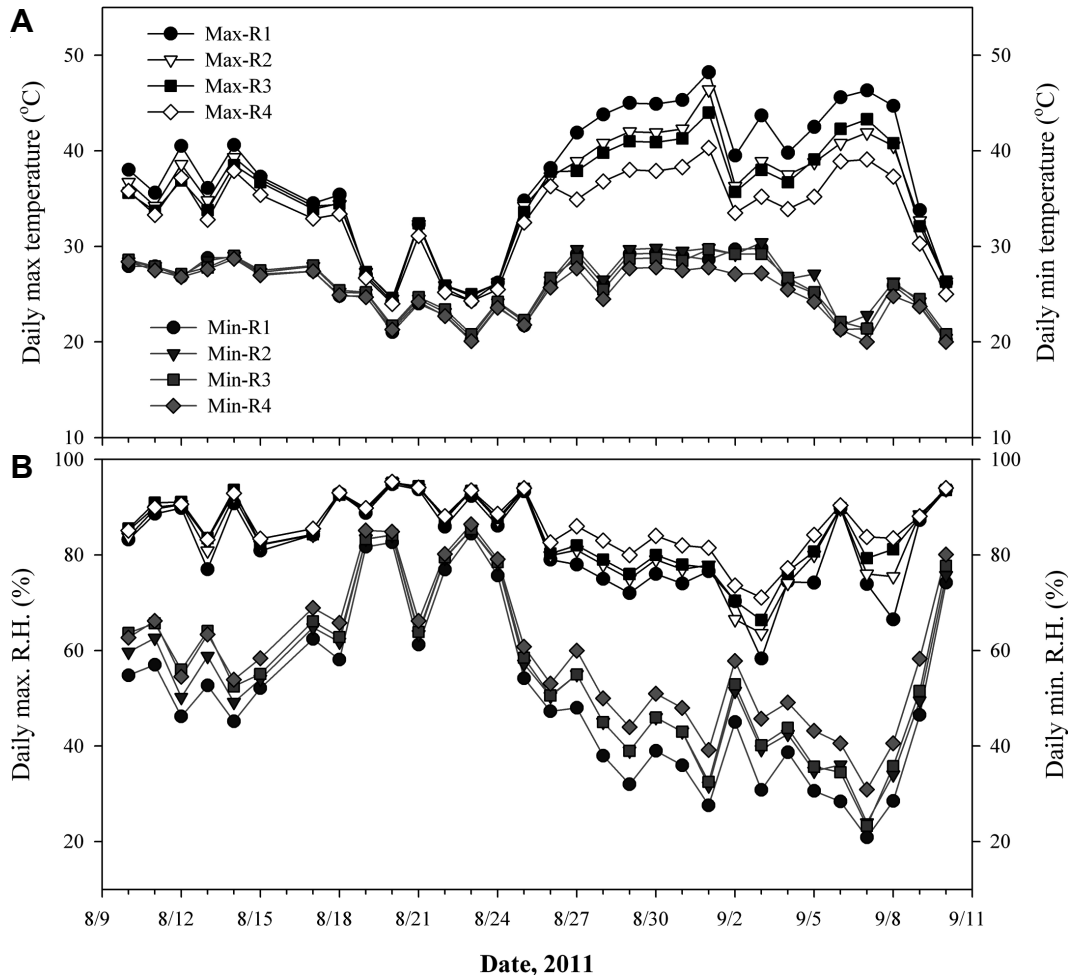 A
Max-R1
Max-R2
Max-R3
Max-R4
Min-R1
Min-R2
Min-R3
Min-R4
Daily max temperature (°C)
50
40
30
20
10
Daily min temperature (°C)
50
40
30
20
10
B
Daily max. R.H. (%)
100
80
60
40
20
Daily min. R.H. (%)
100
80
60
40
20
8/9 8/12 8/15 8/18 8/21 8/24 8/27 8/30 9/2 9/5 9/8 9/11
Date, 2011